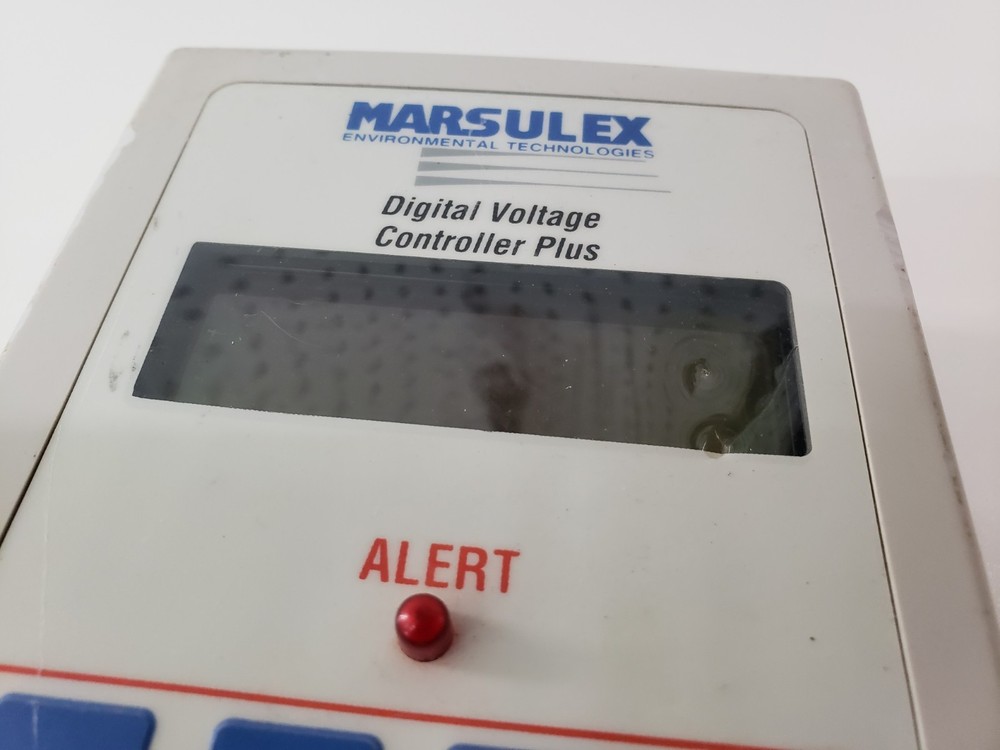 MARSULEX
ENVIRONMENTAL TECHNOLOGIES
Digital Voltage
Controller Plus
ALERT